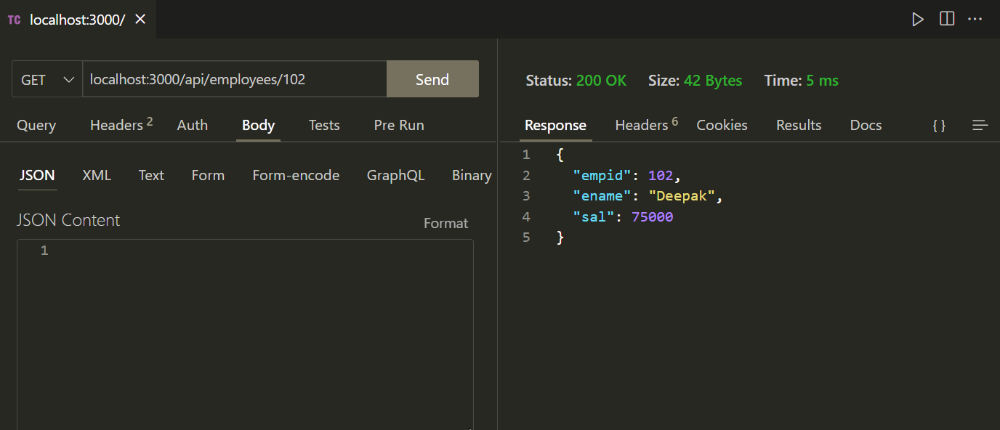 TC localhost:3000/
GET localhost:3000/api/employees/102 Send
Query Headers 2 Auth Body Tests Pre Run
JSON XML Text Form Form-encode GraphQL Binary
JSON Content Format
1
Status: 200 OK Size: 42 Bytes Time: 5 ms
Response Headers 6 Cookies Results Docs { }
1 {
2 "empid": 102,
3 "ename": "Deepak",
4 "sal": 75000
5 }